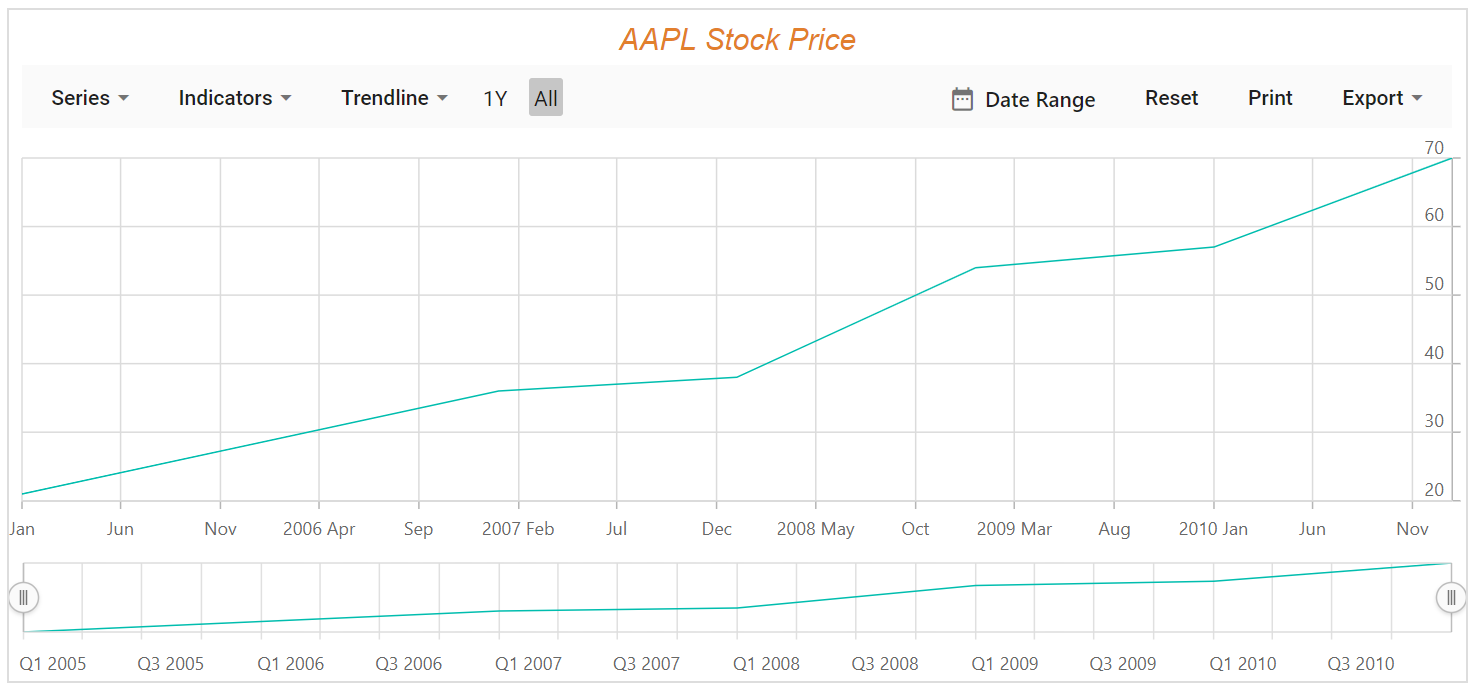 AAPL Stock Price
Series Indicators Trendline 1Y All Date Range Reset Print Export
70
60
50
40
30
20
Jan Jun Nov 2006 Apr Sep 2007 Feb Jul Dec 2008 May Oct 2009 Mar Aug 2010 Jan Jun Nov
Q1 2005 Q3 2005 Q1 2006 Q3 2006 Q1 2007 Q3 2007 Q1 2008 Q3 2008 Q1 2009 Q3 2009 Q1 2010 Q3 2010